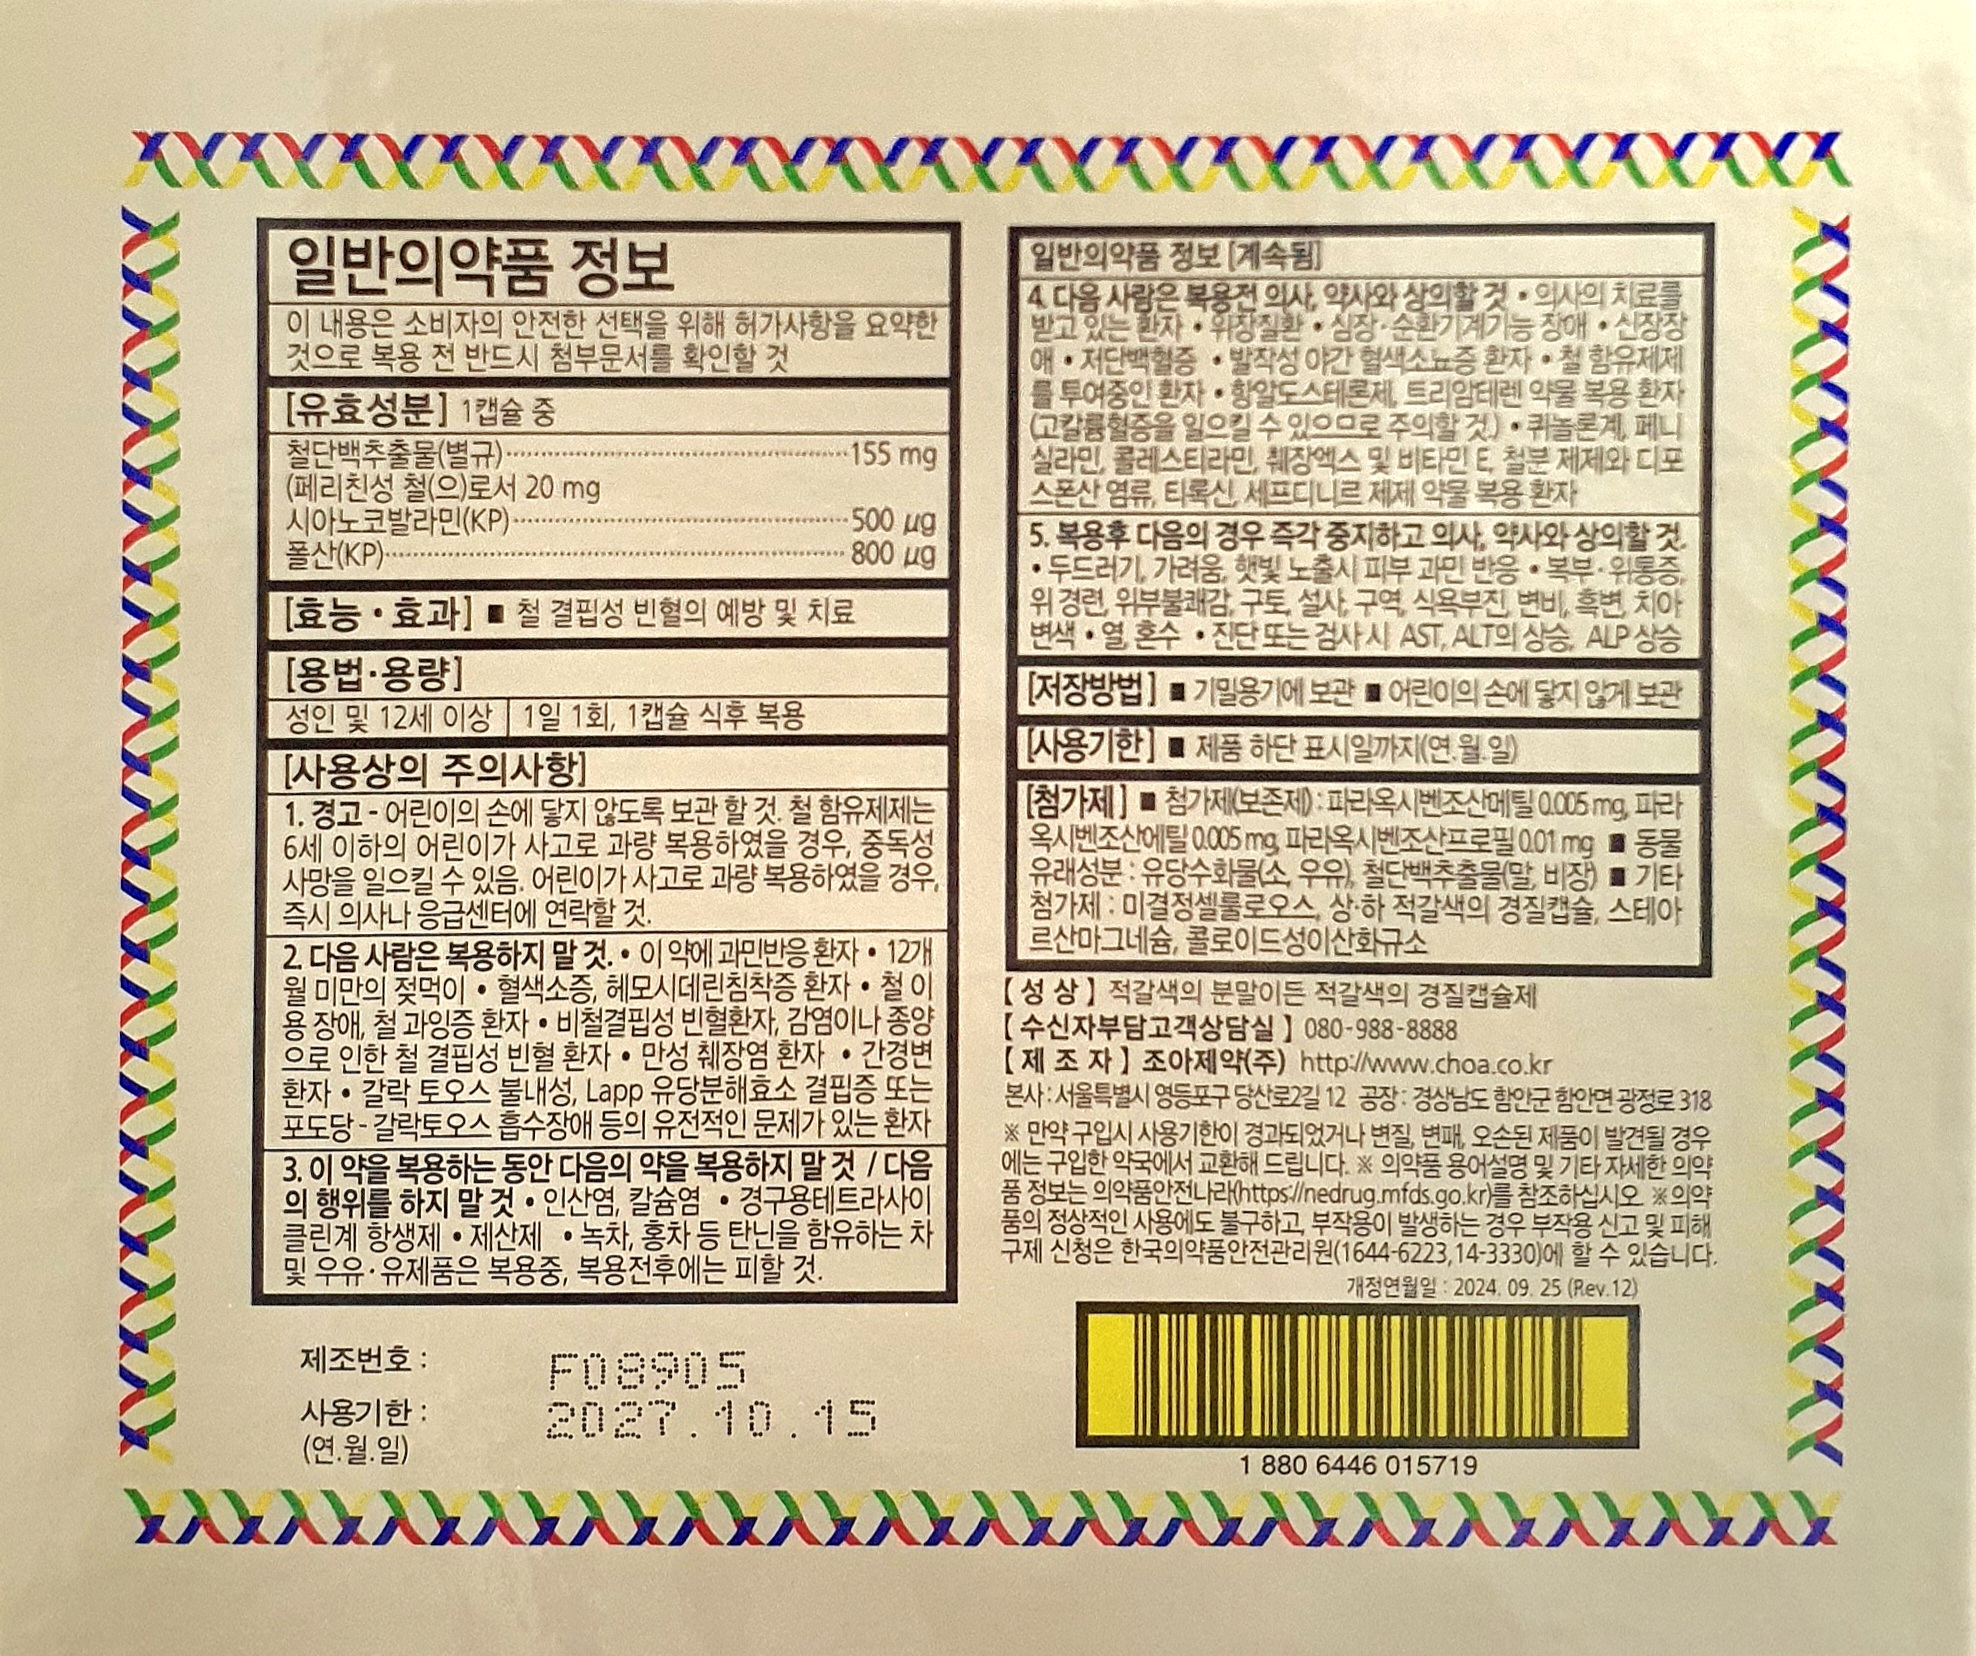 일반의약품 정보
이 내용은 소비자의 안전한 선택을 위해 허가사항을 요약한
것으로 복용 전 반드시 첨부문서를 확인할 것
[유효성분] 1캡슐 중
철단백추출물(별규)·························155 mg
(페리친성 철(으)로서 20 mg
시아노코발라민(KP)·························500 μg
폴산(KP)·························800 μg
[효능·효과] ■ 철 결핍성 빈혈의 예방 및 치료
[용법·용량]
성인 및 12세 이상 | 1일 1회, 1캡슐 식후 복용
[사용상의 주의사항]
1. 경고 - 어린이의 손에 닿지 않도록 보관 할 것. 철 함유제제는
6세 이하의 어린이가 사고로 과량 복용하였을 경우, 중독성
사망을 일으킬 수 있음. 어린이가 사고로 과량 복용하였을 경우,
즉시 의사나 응급센터에 연락할 것.
2. 다음 사람은 복용하지 말 것. • 이 약에 과민반응 환자 • 12개
월 미만의 젖먹이 • 혈색소증, 헤모시데린침착증 환자 • 철 이
용 장애, 철 과잉증 환자 • 비철결핍성 빈혈환자, 감염이나 종양
으로 인한 철 결핍성 빈혈 환자 • 만성 췌장염 환자 • 간경변
환자 • 갈락 토오스 불내성, Lapp 유당분해효소 결핍증 또는
포도당 - 갈락토오스 흡수장애 등의 유전적인 문제가 있는 환자
3. 이 약을 복용하는 동안 다음의 약을 복용하지 말 것 / 다음
의 행위를 하지 말 것 • 인산염, 칼슘염 • 경구용테트라사이
클린계 항생제 • 제산제 • 녹차, 홍차 등 탄닌을 함유하는 차
및 우유·유제품은 복용중, 복용전후에는 피할 것.
제조번호 : F08905
사용기한 : 2027.10.15
(연.월.일)
일반의약품 정보 [계속됨]
4. 다음 사람은 복용전 의사, 약사와 상의할 것 • 의사의 치료를
받고 있는 환자 • 위장질환 • 심장·순환기계기능 장애 • 신장장
애 • 저단백혈증 • 발작성 야간 혈색소뇨증 환자 • 철 함유제제
를 투여중인 환자 • 항알도스테론제, 트리암테렌 약물 복용 환자
(고칼륨혈증을 일으킬 수 있으므로 주의할 것.) • 퀴놀론계, 페니
실라민, 콜레스티라민, 췌장엑스 및 비타민 E, 철분 제제와 디포
스폰산 염류, 티록신, 세프디니르 제제 약물 복용 환자
5. 복용후 다음의 경우 즉각 중지하고 의사, 약사와 상의할 것.
• 두드러기, 가려움, 햇빛 노출시 피부 과민 반응 • 복부·위통증,
위 경련, 위부불쾌감, 구토, 설사, 구역, 식욕부진, 변비, 흑변, 치아
변색 • 열, 혼수 • 진단 또는 검사 시 AST, ALT의 상승, ALP 상승
[저장방법] ■ 기밀용기에 보관 ■ 어린이의 손에 닿지 않게 보관
[사용기한] ■ 제품 하단 표시일까지(연.월.일)
[첨가제] ■ 첨가제(보존제) : 파라옥시벤조산메틸 0.005 mg, 파라
옥시벤조산에틸 0.005 mg, 파라옥시벤조산프로필 0.01 mg ■ 동물
유래성분 : 유당수화물(소, 우유), 철단백추출물(말, 비장) ■ 기타
첨가제 : 미결정셀룰로오스, 상·하 적갈색의 경질캡슐, 스테아
르산마그네슘, 콜로이드성이산화규소
【 성 상 】 적갈색의 분말이든 적갈색의 경질캡슐제
【 수신자부담고객상담실 】 080-988-8888
【 제 조 자 】 조아제약(주) http://www.choa.co.kr
본사 : 서울특별시 영등포구 당산로2길 12 공장 : 경상남도 함안군 함안면 광정로 318
※ 만약 구입시 사용기한이 경과되었거나 변질, 변패, 오손된 제품이 발견될 경우
에는 구입한 약국에서 교환해 드립니다. ※ 의약품 용어설명 및 기타 자세한 의약
품 정보는 의약품안전나라(https://nedrug.mfds.go.kr)를 참조하십시오. ※ 의약
품의 정상적인 사용에도 불구하고, 부작용이 발생하는 경우 부작용 신고 및 피해
구제 신청은 한국의약품안전관리원(1644-6223, 14-3330)에 할 수 있습니다.
개정연월일 : 2024. 09. 25 (Rev.12)
1 880 6446 015719